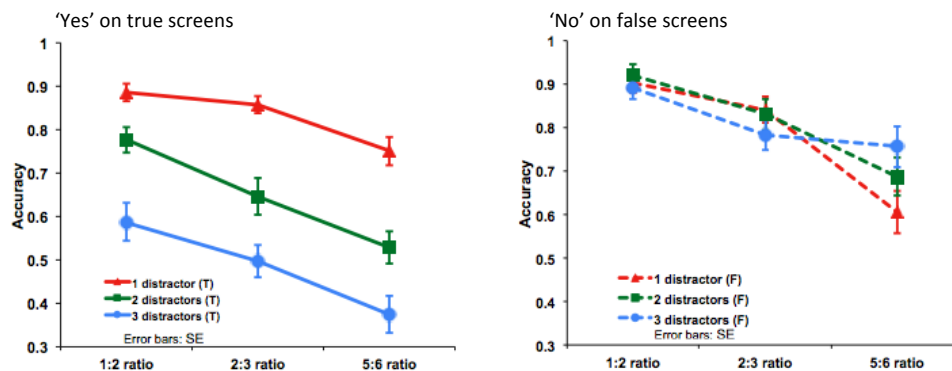 'Yes' on true screens
1
0.9
0.8
0.7
0.6
0.5
0.4
0.3
Accuracy
1 distractor (T)
2 distractors (T)
3 distractors (T)
Error bars: SE
1:2 ratio 2:3 ratio 5:6 ratio
'No' on false screens
1
0.9
0.8
0.7
0.6
0.5
0.4
0.3
Accuracy
1 distractor (F)
2 distractors (F)
3 distractors (F)
Error bars: SE
1:2 ratio 2:3 ratio 5:6 ratio